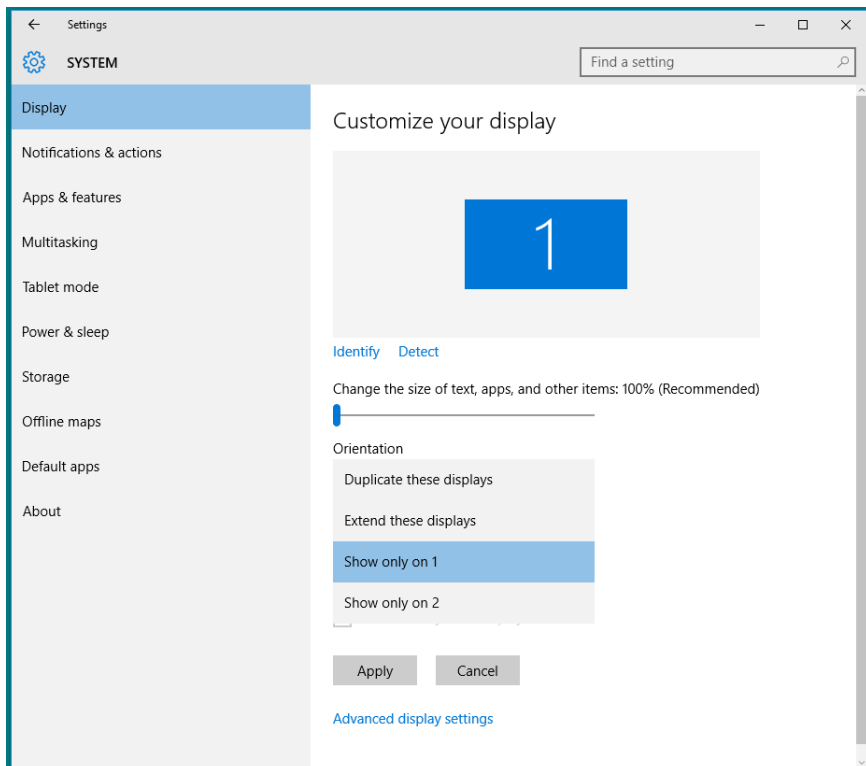 Settings
SYSTEM
Find a setting
Display
Notifications & actions
Apps & features
Multitasking
Tablet mode
Power & sleep
Storage
Offline maps
Default apps
About
Customize your display
1
Identify Detect
Change the size of text, apps, and other items: 100% (Recommended)
Orientation
Duplicate these displays
Extend these displays
Show only on 1
Show only on 2
Apply Cancel
Advanced display settings